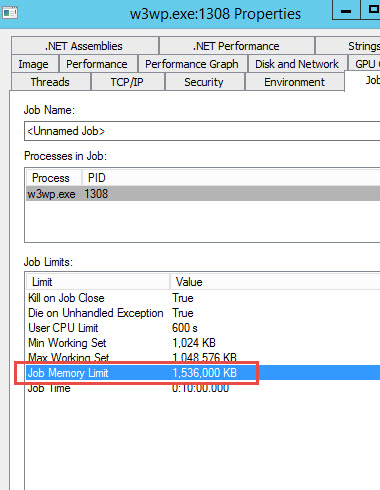 w3wp.exe:1308 Properties
.NET Assemblies .NET Performance Strings
Image Performance Performance Graph Disk and Network GPU
Threads TCP/IP Security Environment
Job Name:
<Unnamed Job>
Processes in Job:
Process PID
w3wp.exe 1308
Job Limits:
Limit Value
Kill on Job Close True
Die on Unhandled Exception True
User CPU Limit 600 s
Min Working Set 1,024 KB
Max Working Set 1,048,576 KB
Job Memory Limit 1,536,000 KB
Job Time 0:10:00.000